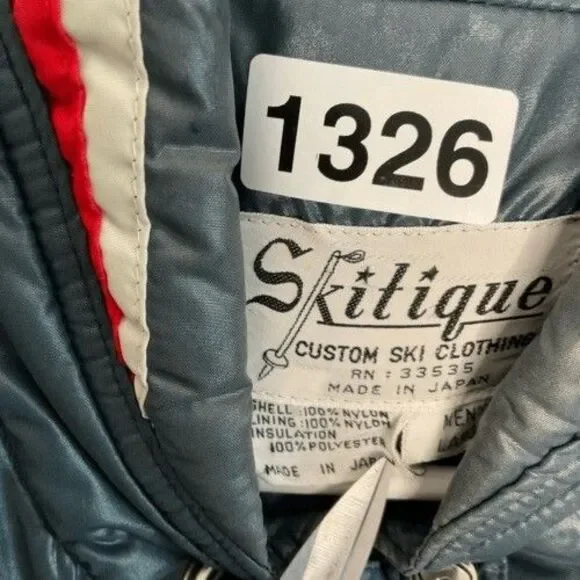 1326
Skitique
CUSTOM SKI CLOTHING
RN : 33535
MADE IN JAPAN
SHELL :100% NYLON
LINING :100% NYLON
INSULATION
100% POLYESTER
MADE IN JAPAN